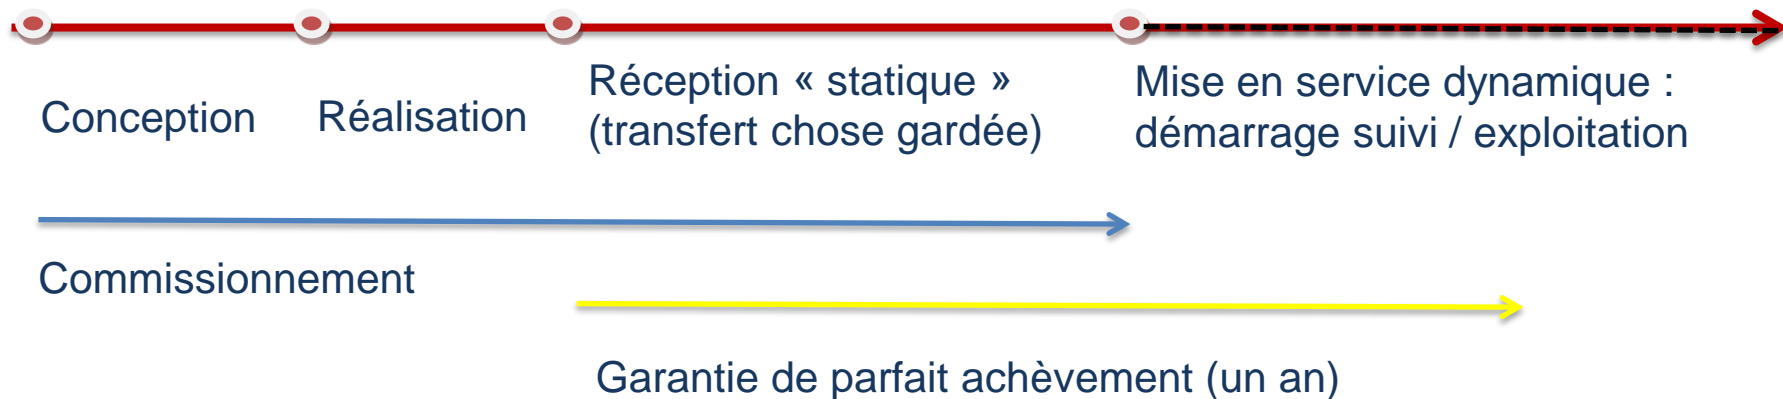 Conception
Réalisation
Réception « statique »
(transfert chose gardée)
Mise en service dynamique :
démarrage suivi / exploitation
Commissionnement
Garantie de parfait achèvement (un an)